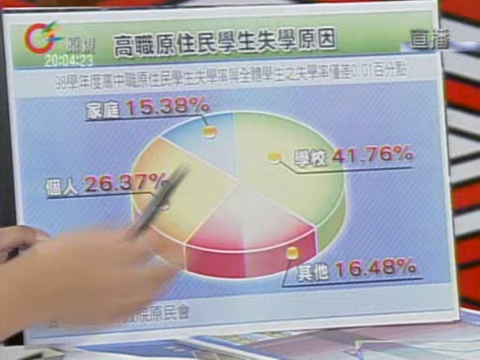 原視
高職原住民學生失學原因
直播
20:04:23
98學年度高中職原住民學生失學率與全體學生之失學率僅差0.01百分點
家庭 15.38%
學校 41.76%
個人 26.37%
其他 16.48%
院原民會